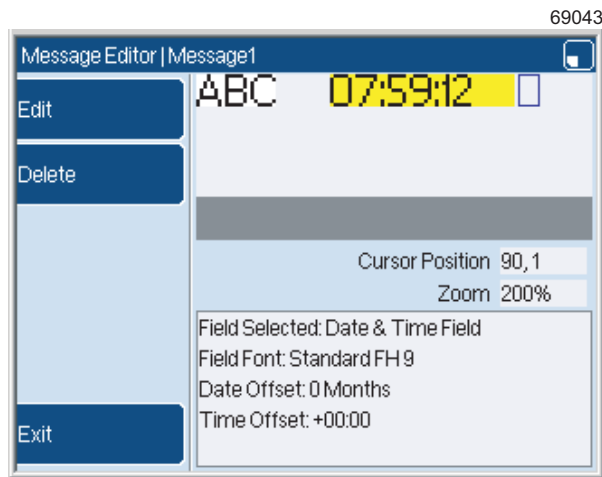 69043
Message Editor | Message1
Edit
ABC 07:59:12
Delete
Cursor Position 90, 1
Zoom 200%
Field Selected: Date & Time Field
Field Font: Standard FH 9
Date Offset: 0 Months
Time Offset: +00:00
Exit